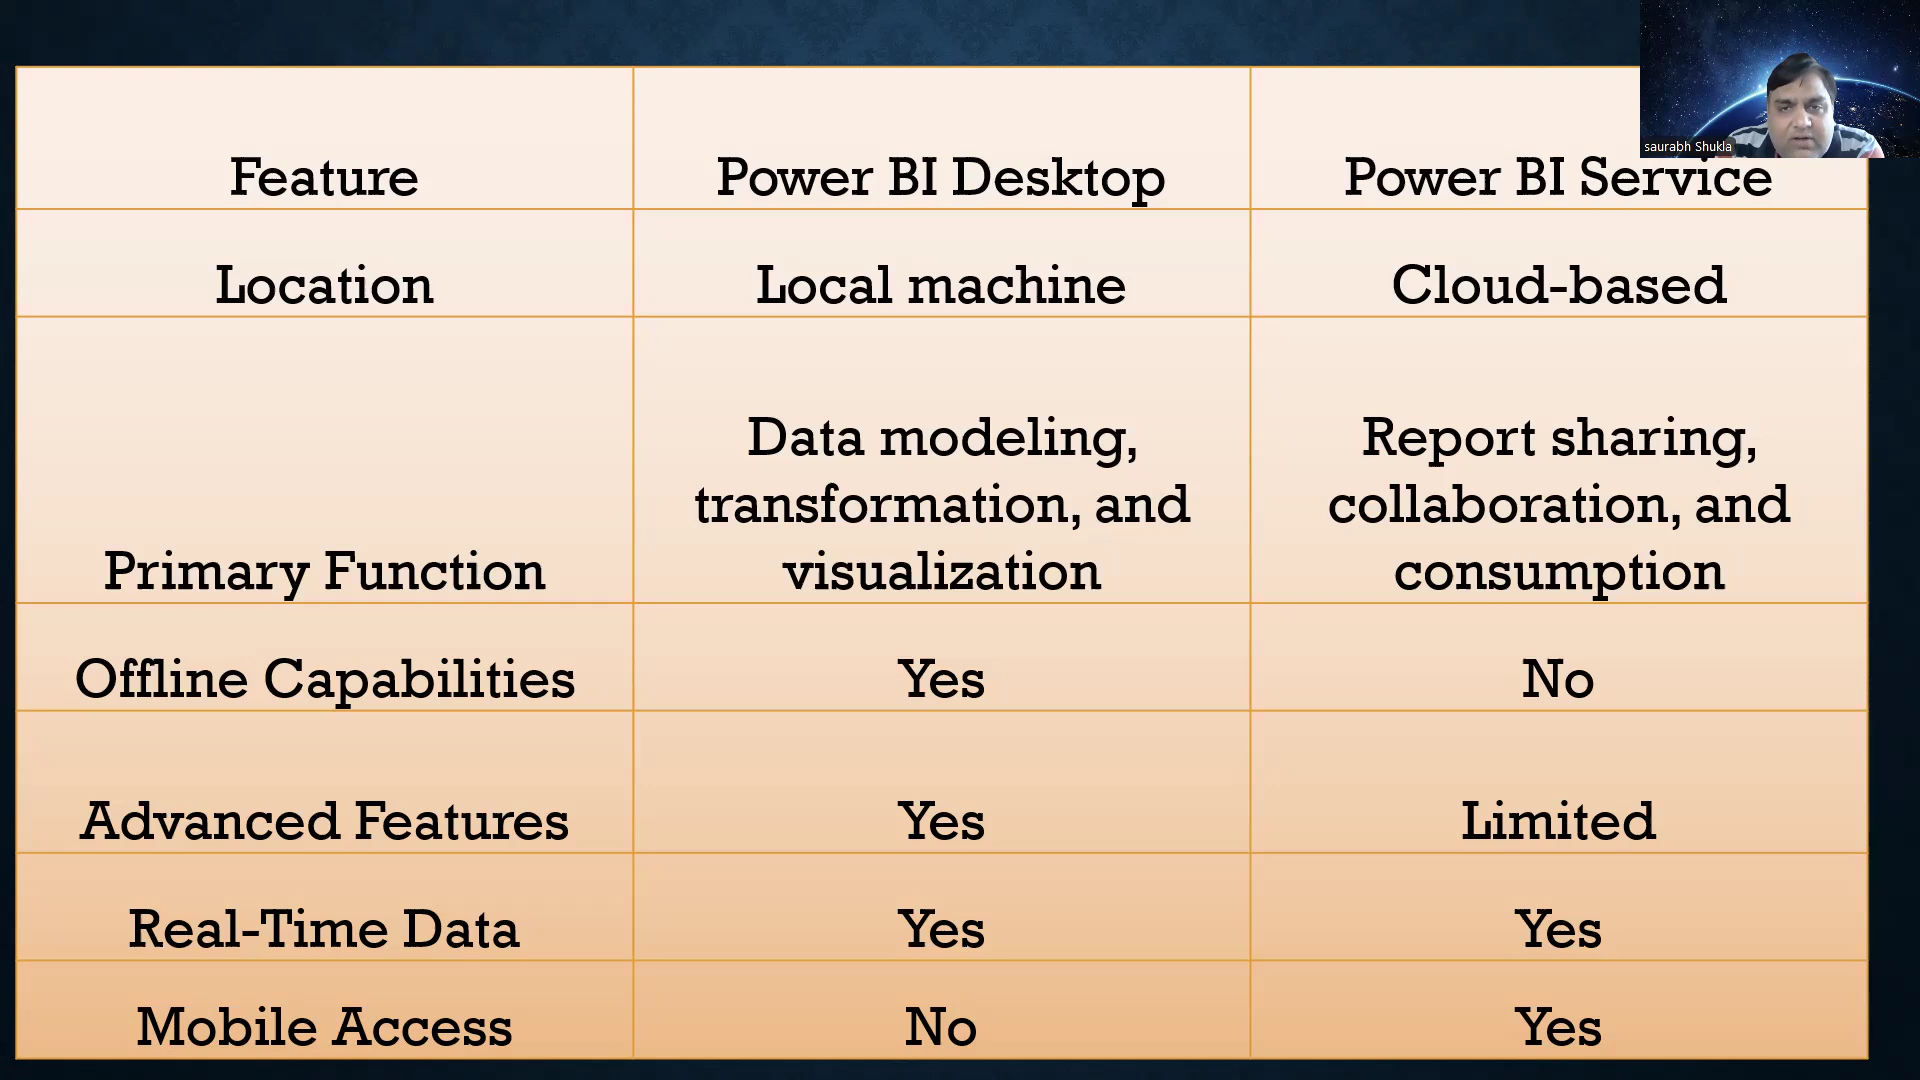 saurabh Shukla
Feature Power BI Desktop Power BI Service
Location Local machine Cloud-based
Primary Function
Data modeling,
transformation, and
visualization
Report sharing,
collaboration, and
consumption
Offline Capabilities Yes No
Advanced Features Yes Limited
Real-Time Data Yes Yes
Mobile Access No Yes